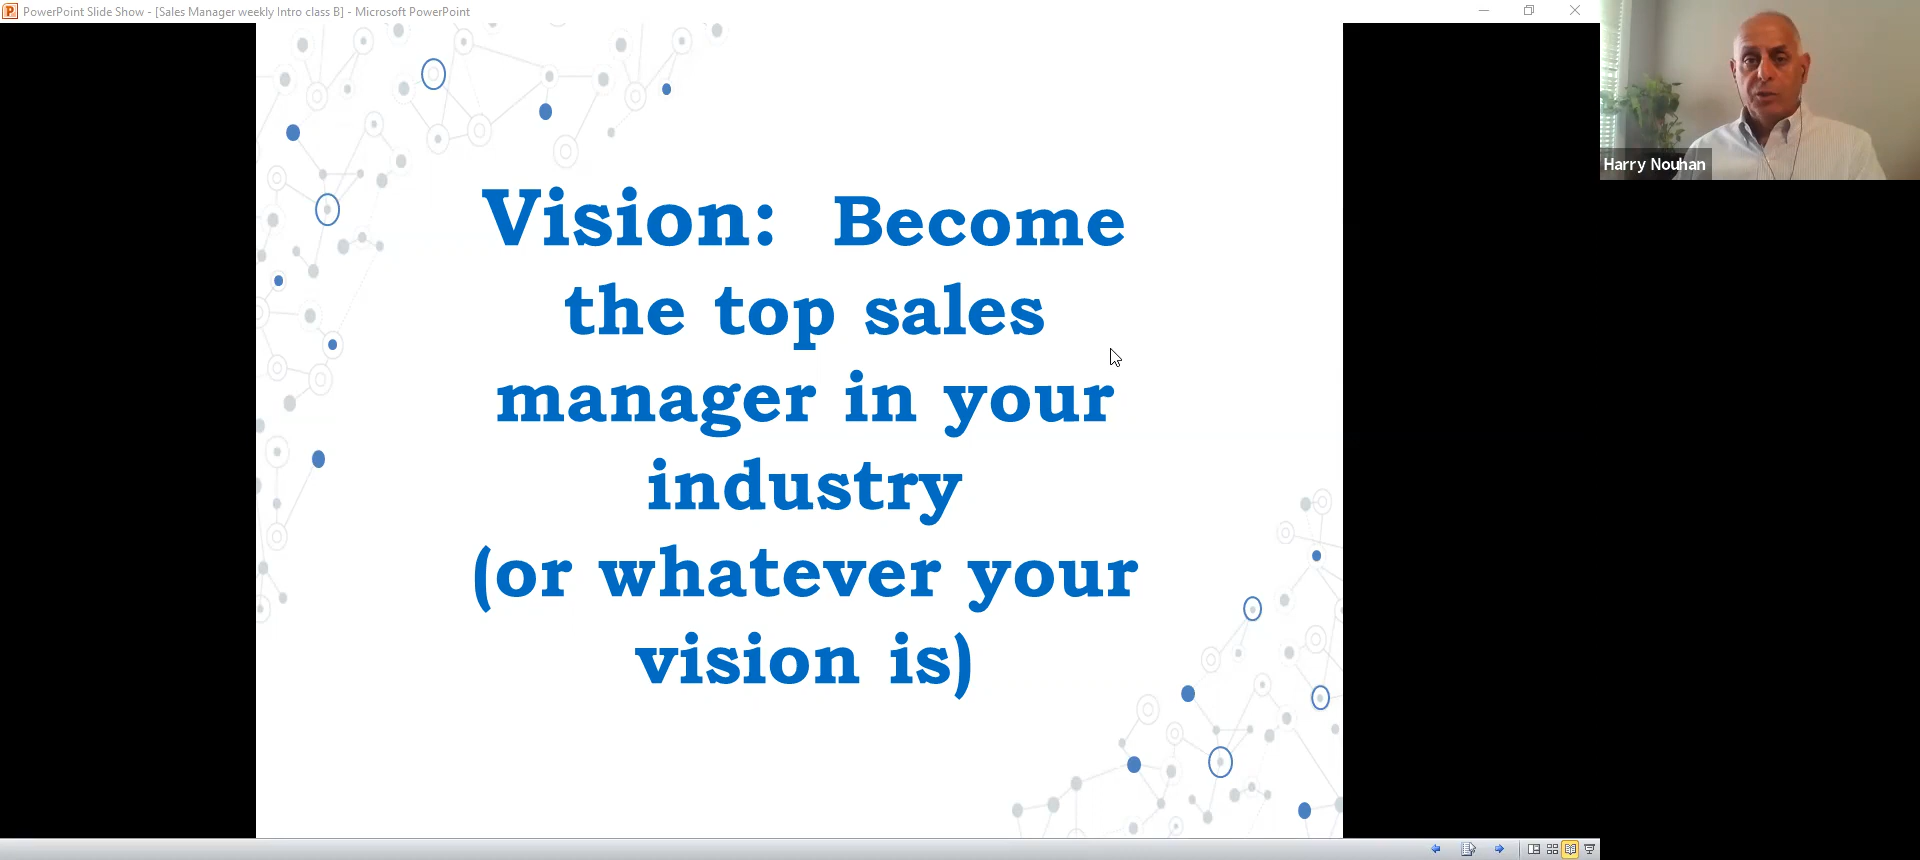 PowerPoint Slide Show - [Sales Manager weekly Intro class B] - Microsoft PowerPoint
Harry Nouhan
Vision: Become
the top sales
manager in your
industry
(or whatever your
vision is)